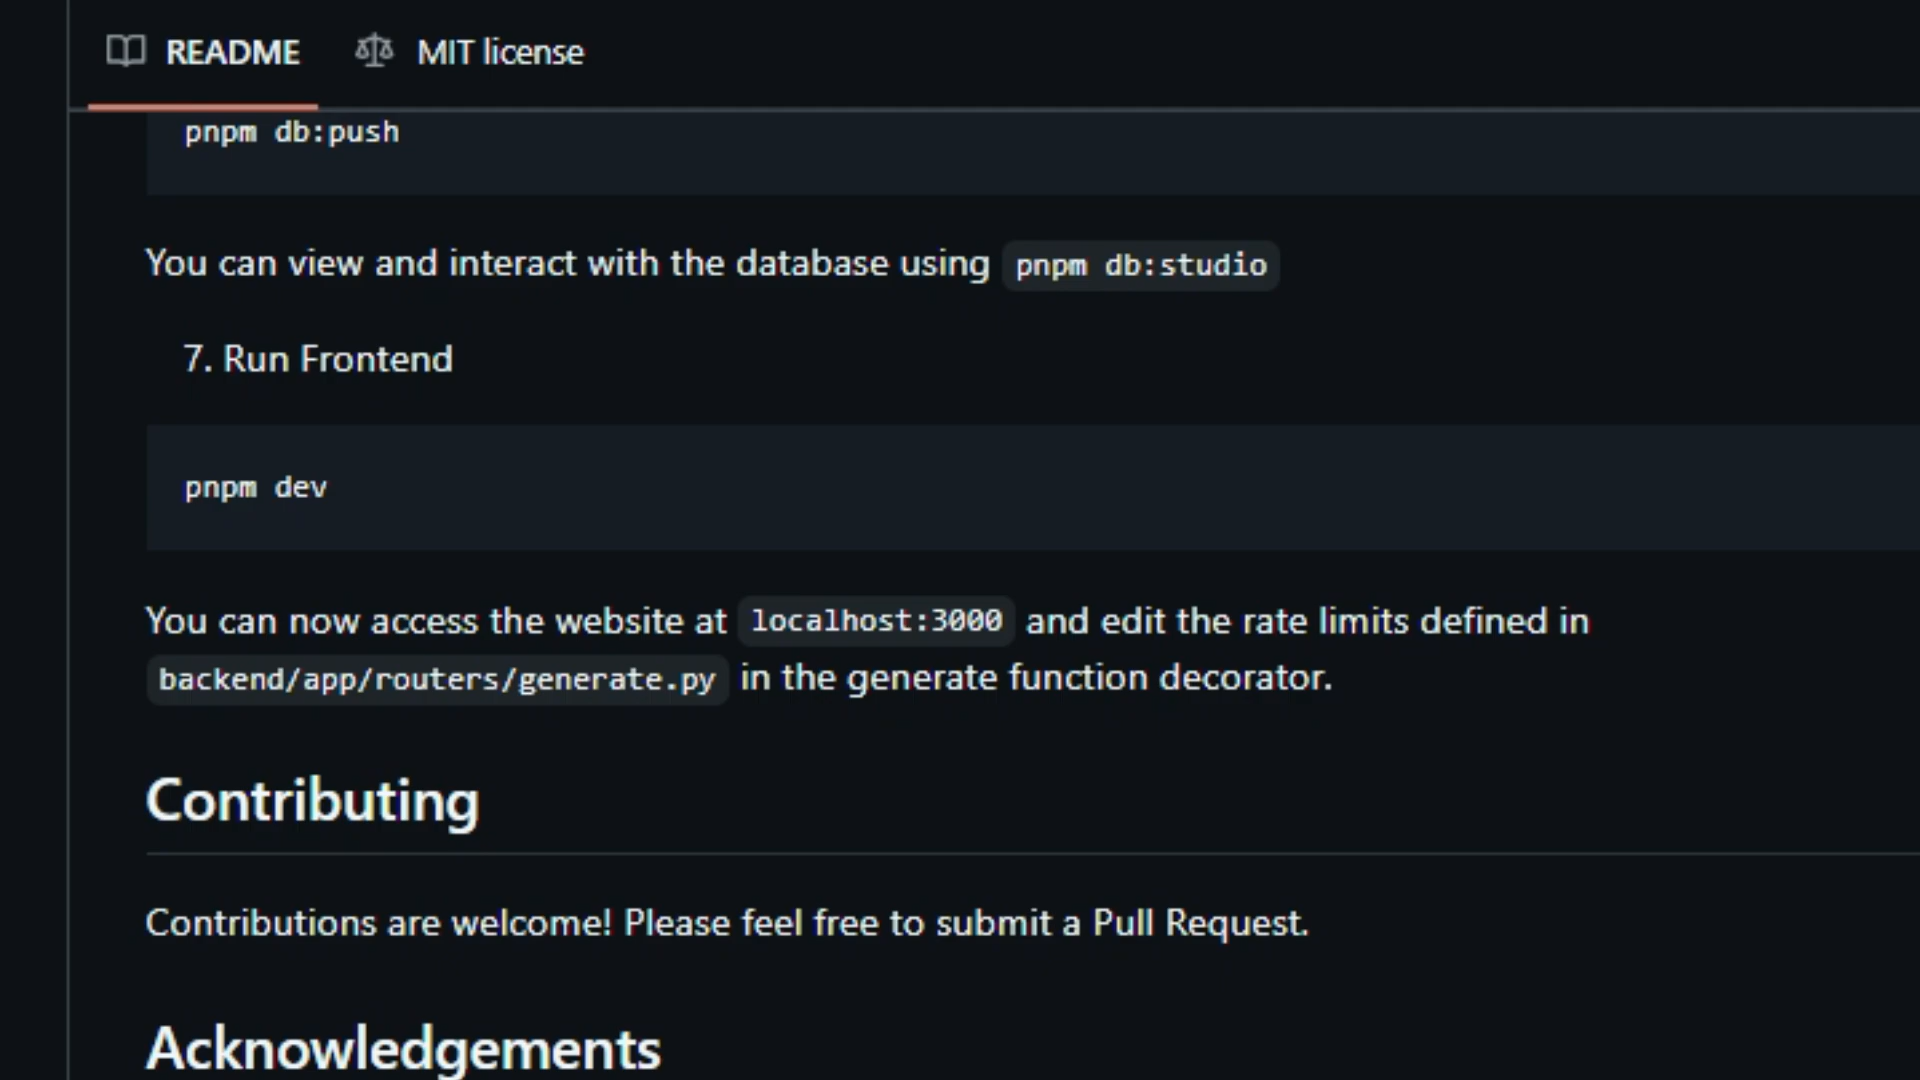 README MIT license
pnpm db:push
You can view and interact with the database using pnpm db:studio
7. Run Frontend
pnpm dev
You can now access the website at localhost:3000 and edit the rate limits defined in
backend/app/routers/generate.py in the generate function decorator.
Contributing
Contributions are welcome! Please feel free to submit a Pull Request.
Acknowledgements